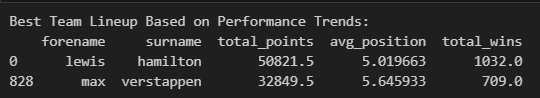 Best Team Lineup Based on Performance Trends:
forename surname total_points avg_position total_wins
0 lewis hamilton 50821.5 5.019663 1032.0
828 max verstappen 32849.5 5.645933 709.0